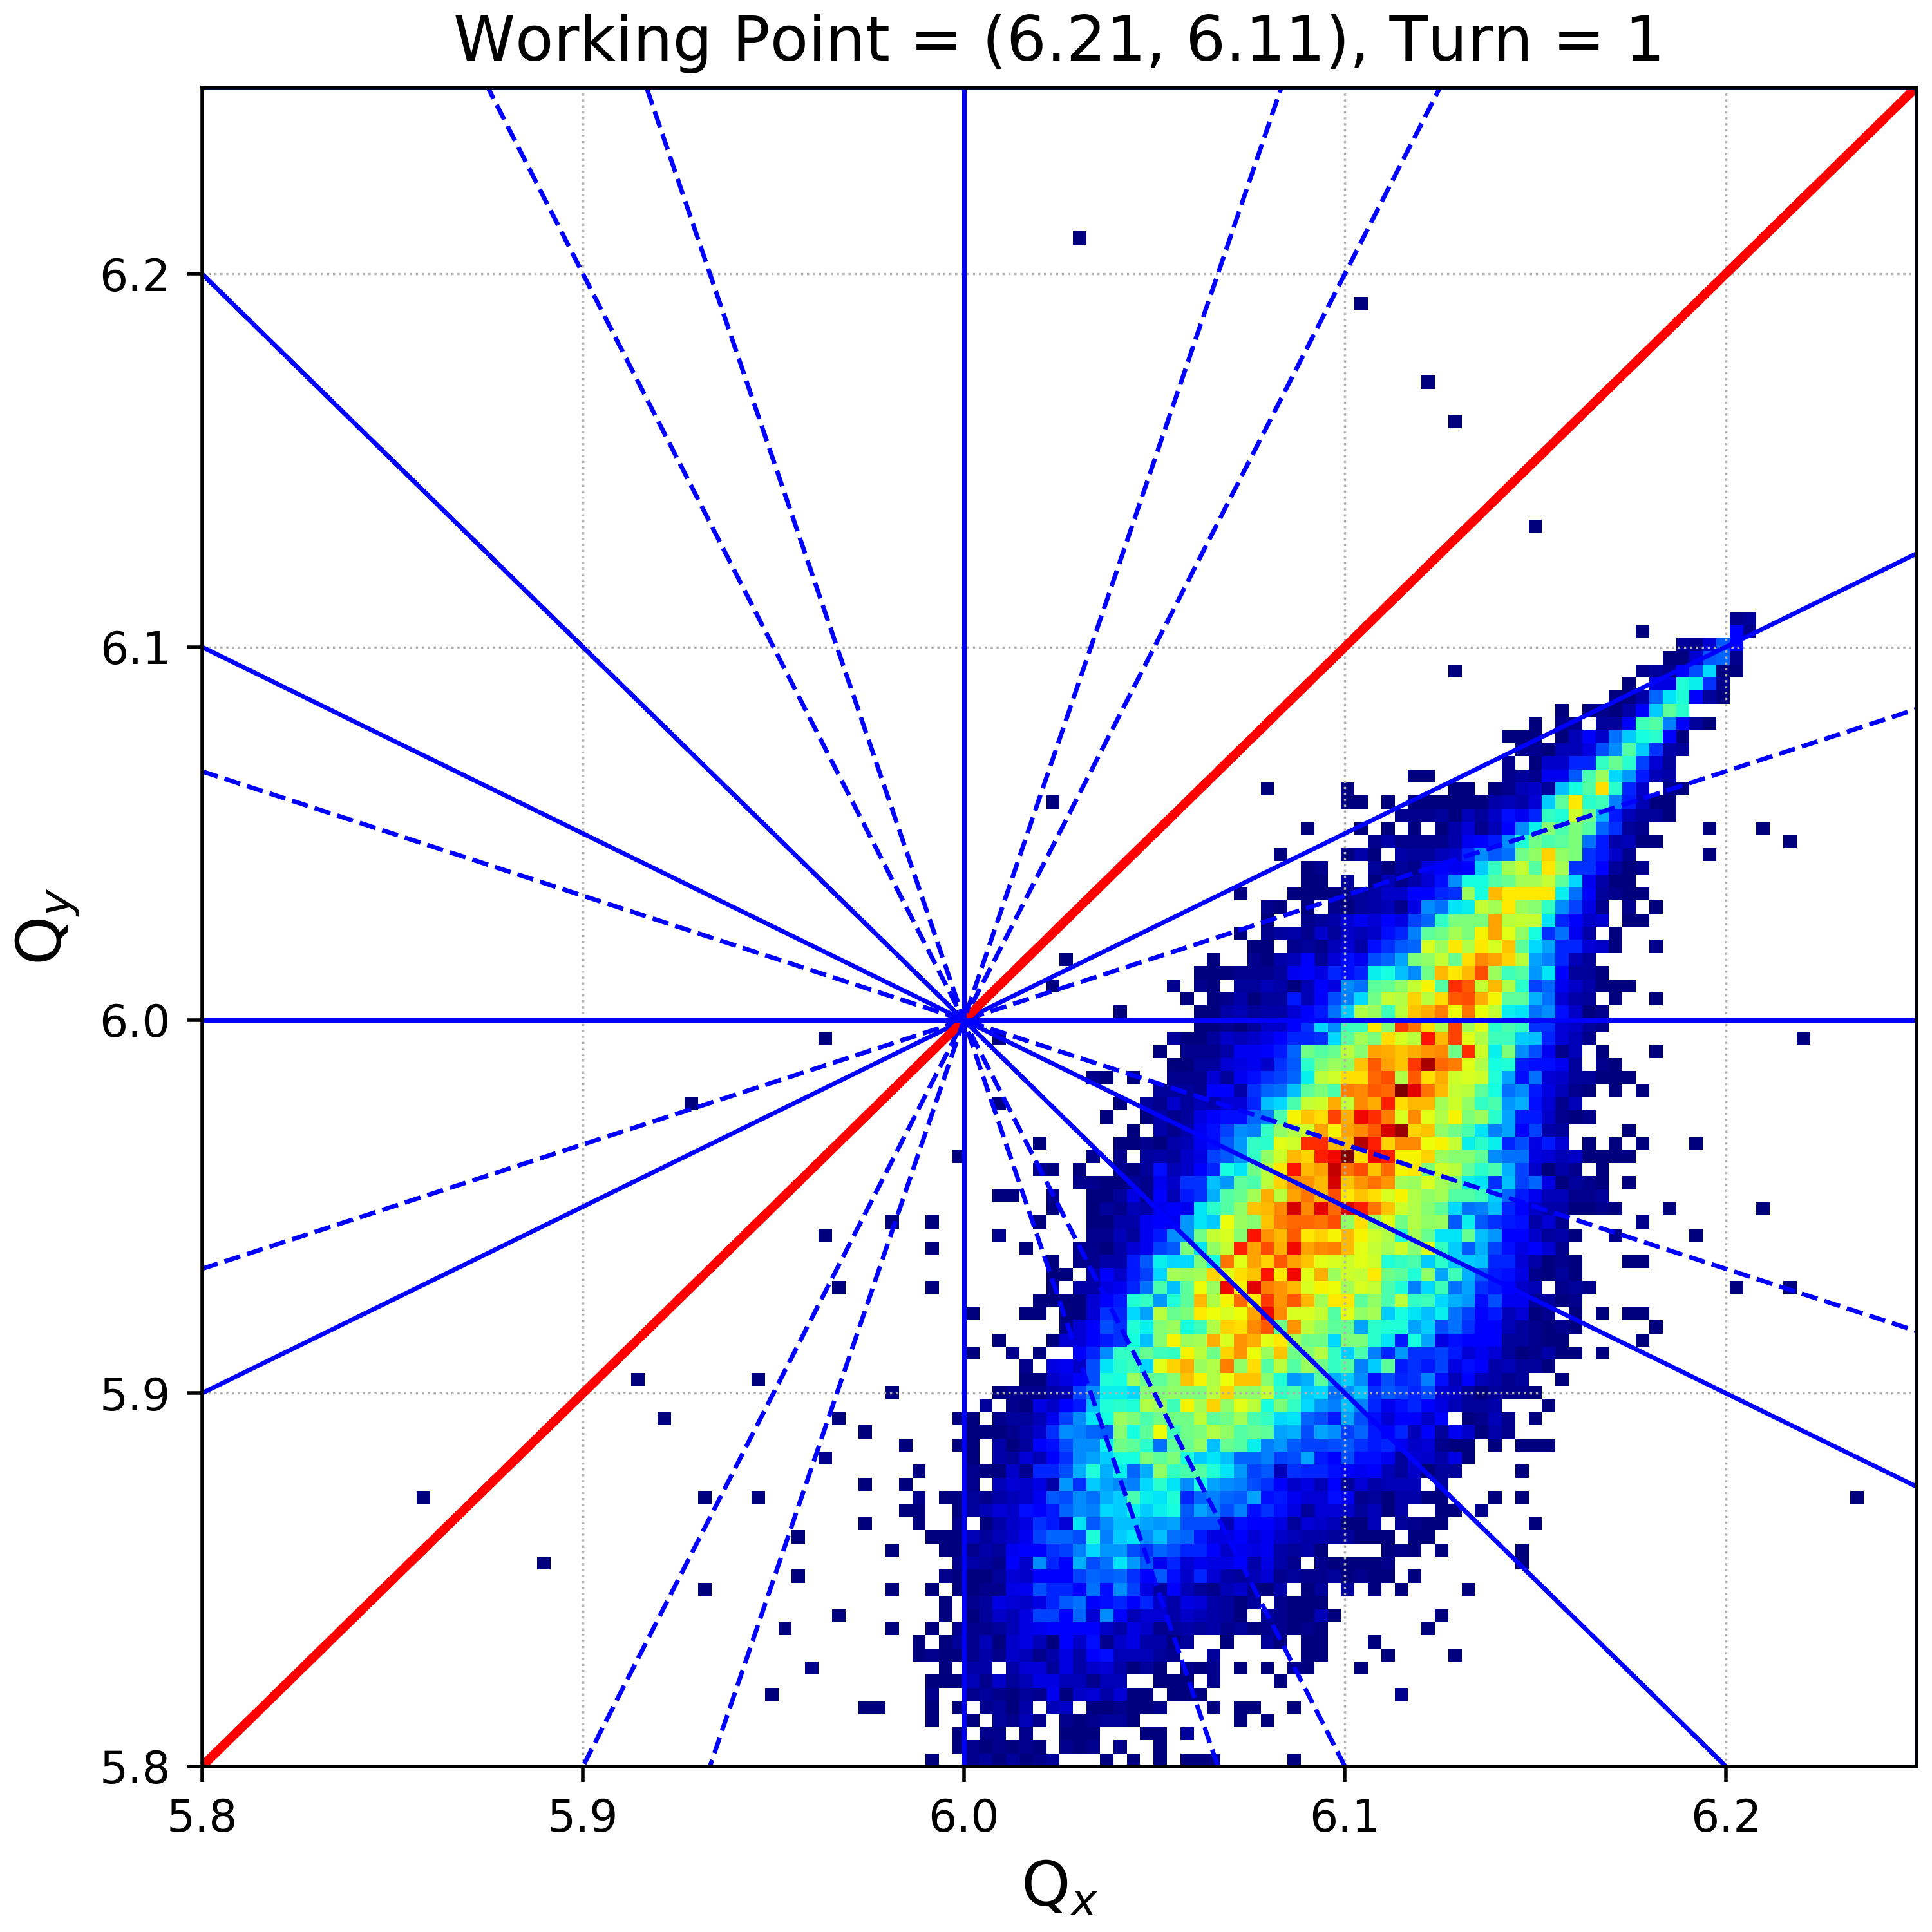 Working Point = (6.21, 6.11), Turn = 1
6.2
6.1
6.0
5.9
5.8
Qy
5.8 5.9 6.0 6.1 6.2
Qx